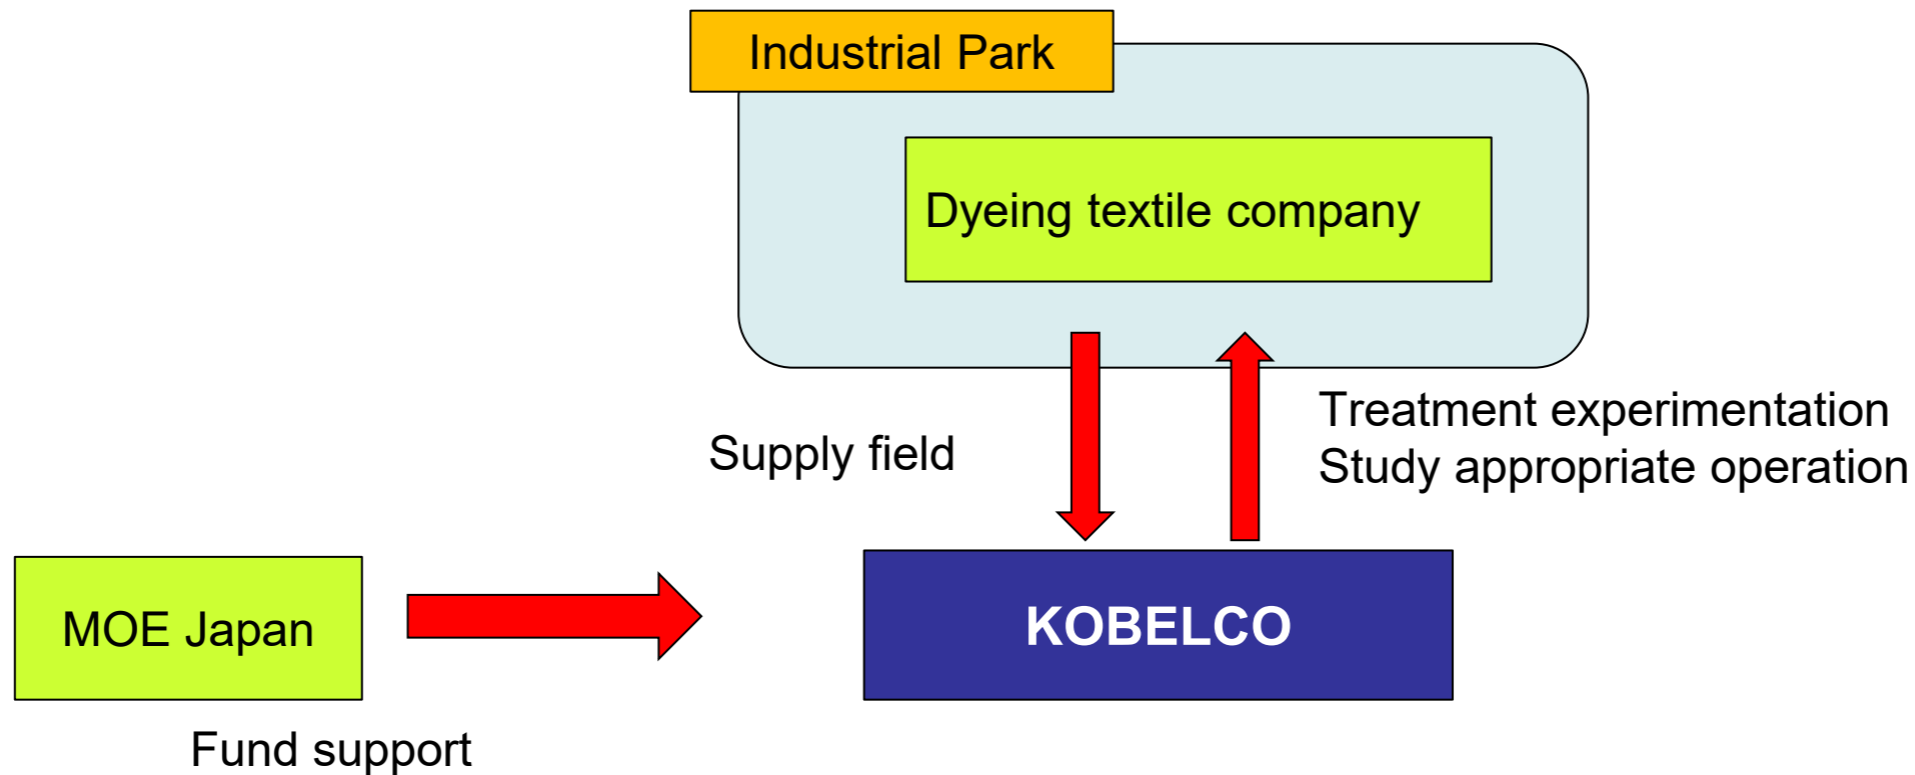 Industrial Park
Dyeing textile company
Supply field
Treatment experimentation
Study appropriate operation
MOE Japan
KOBELCO
Fund support